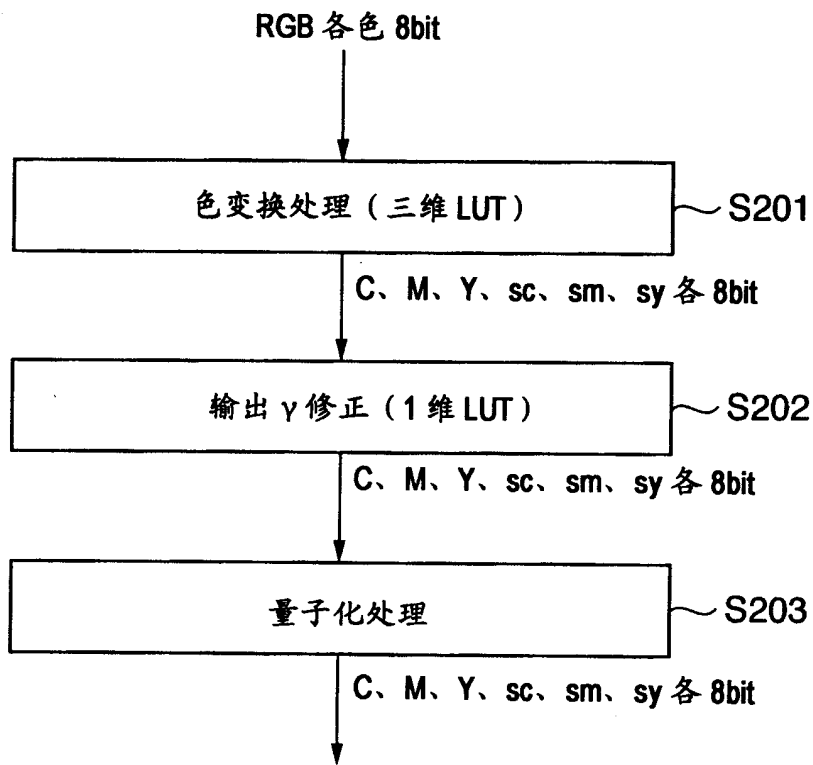 RGB 各色 8bit
色变换处理（三维 LUT） S201
C、M、Y、sc、sm、sy 各 8bit
输出 γ 修正（1 维 LUT） S202
C、M、Y、sc、sm、sy 各 8bit
量子化处理 S203
C、M、Y、sc、sm、sy 各 8bit